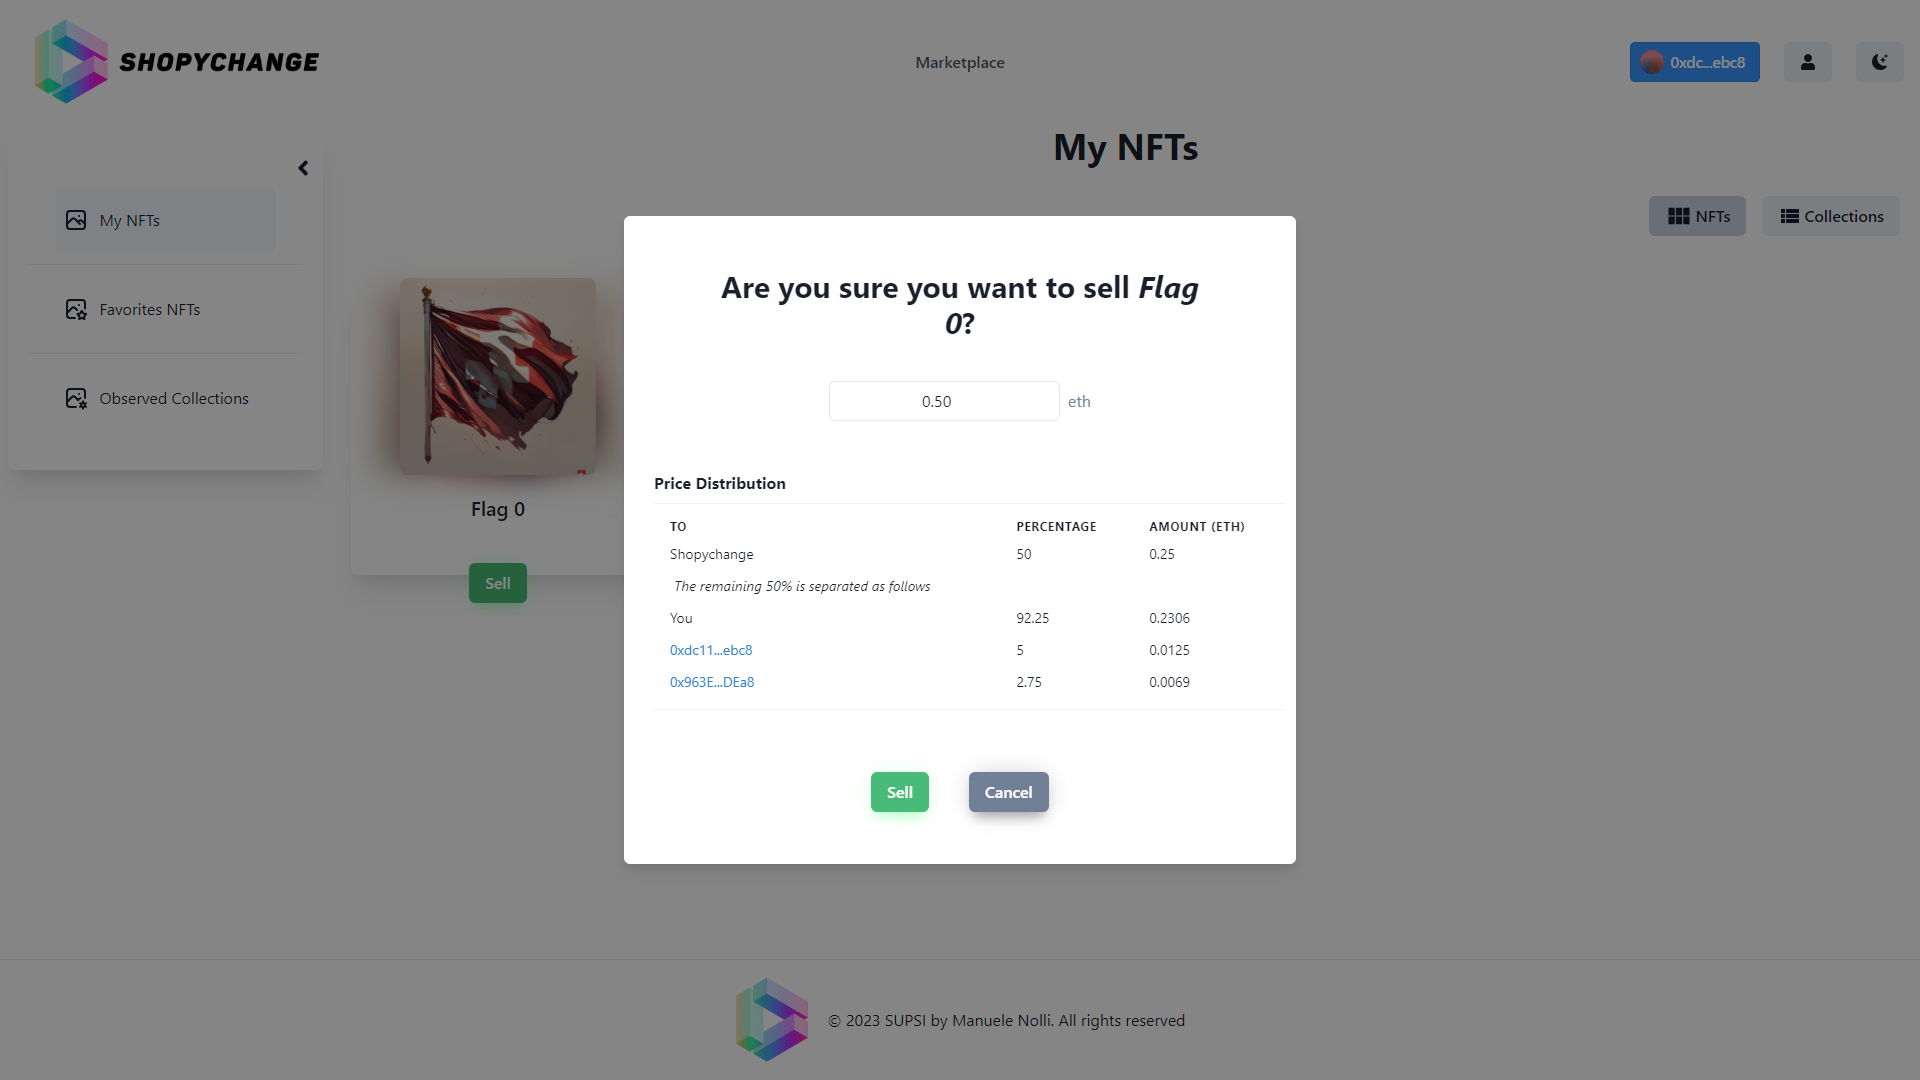 SHOPYCHANGE
Marketplace
0xdc...ebc8
My NFTs
My NFTs
Favorites NFTs
Observed Collections
NFTs
Collections
Flag 0
Sell
Are you sure you want to sell Flag
0?
0.50 eth
Price Distribution
TO PERCENTAGE AMOUNT (ETH)
Shopychange 50 0.25
The remaining 50% is separated as follows
You 92.25 0.2306
0xdc11...ebc8 5 0.0125
0x963E...DEa8 2.75 0.0069
Sell Cancel
© 2023 SUPSI by Manuele Nolli. All rights reserved